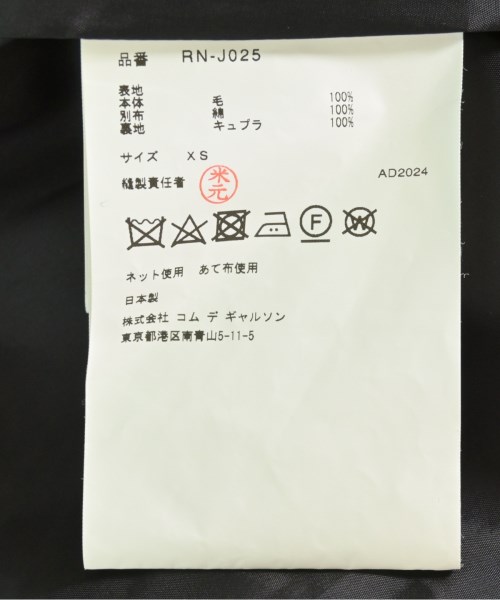 品番 RN-J025
表地
本体 毛 100%
別布 綿 100%
裏地 キュプラ 100%
サイズ XS
縫製責任者 米元
AD2024
F W
ネット使用 あて布使用
日本製
株式会社 コム デ ギャルソン
東京都港区南青山5-11-5